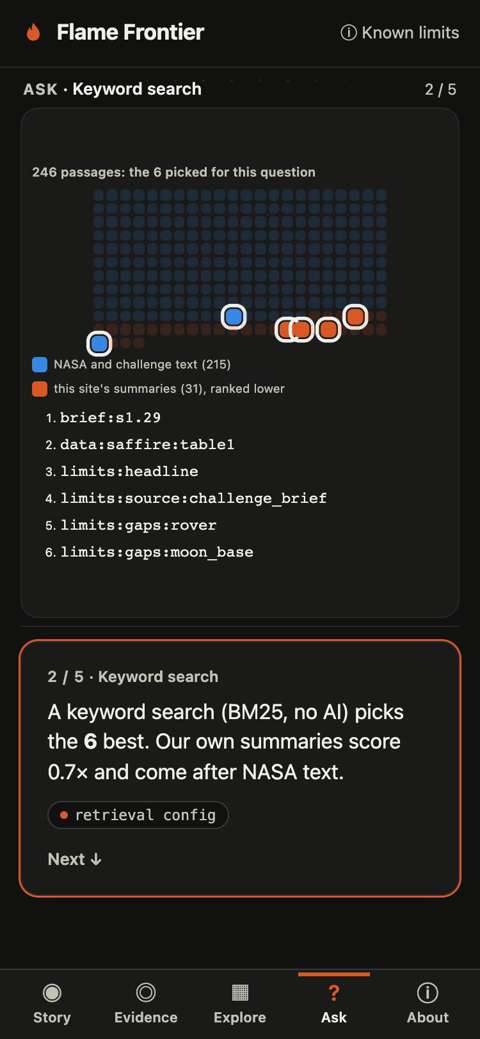 Flame Frontier
ⓘ Known limits
ASK · Keyword search
2 / 5
246 passages: the 6 picked for this question
NASA and challenge text (215)
this site's summaries (31), ranked lower
1. brief:s1.29
2. data:saffire:table1
3. limits:headline
4. limits:source:challenge_brief
5. limits:gaps:rover
6. limits:gaps:moon_base
2 / 5 · Keyword search
A keyword search (BM25, no AI) picks
the 6 best. Our own summaries score
0.7× and come after NASA text.
retrieval config
Next ↓
Story
Evidence
Explore
? Ask
ⓘ About